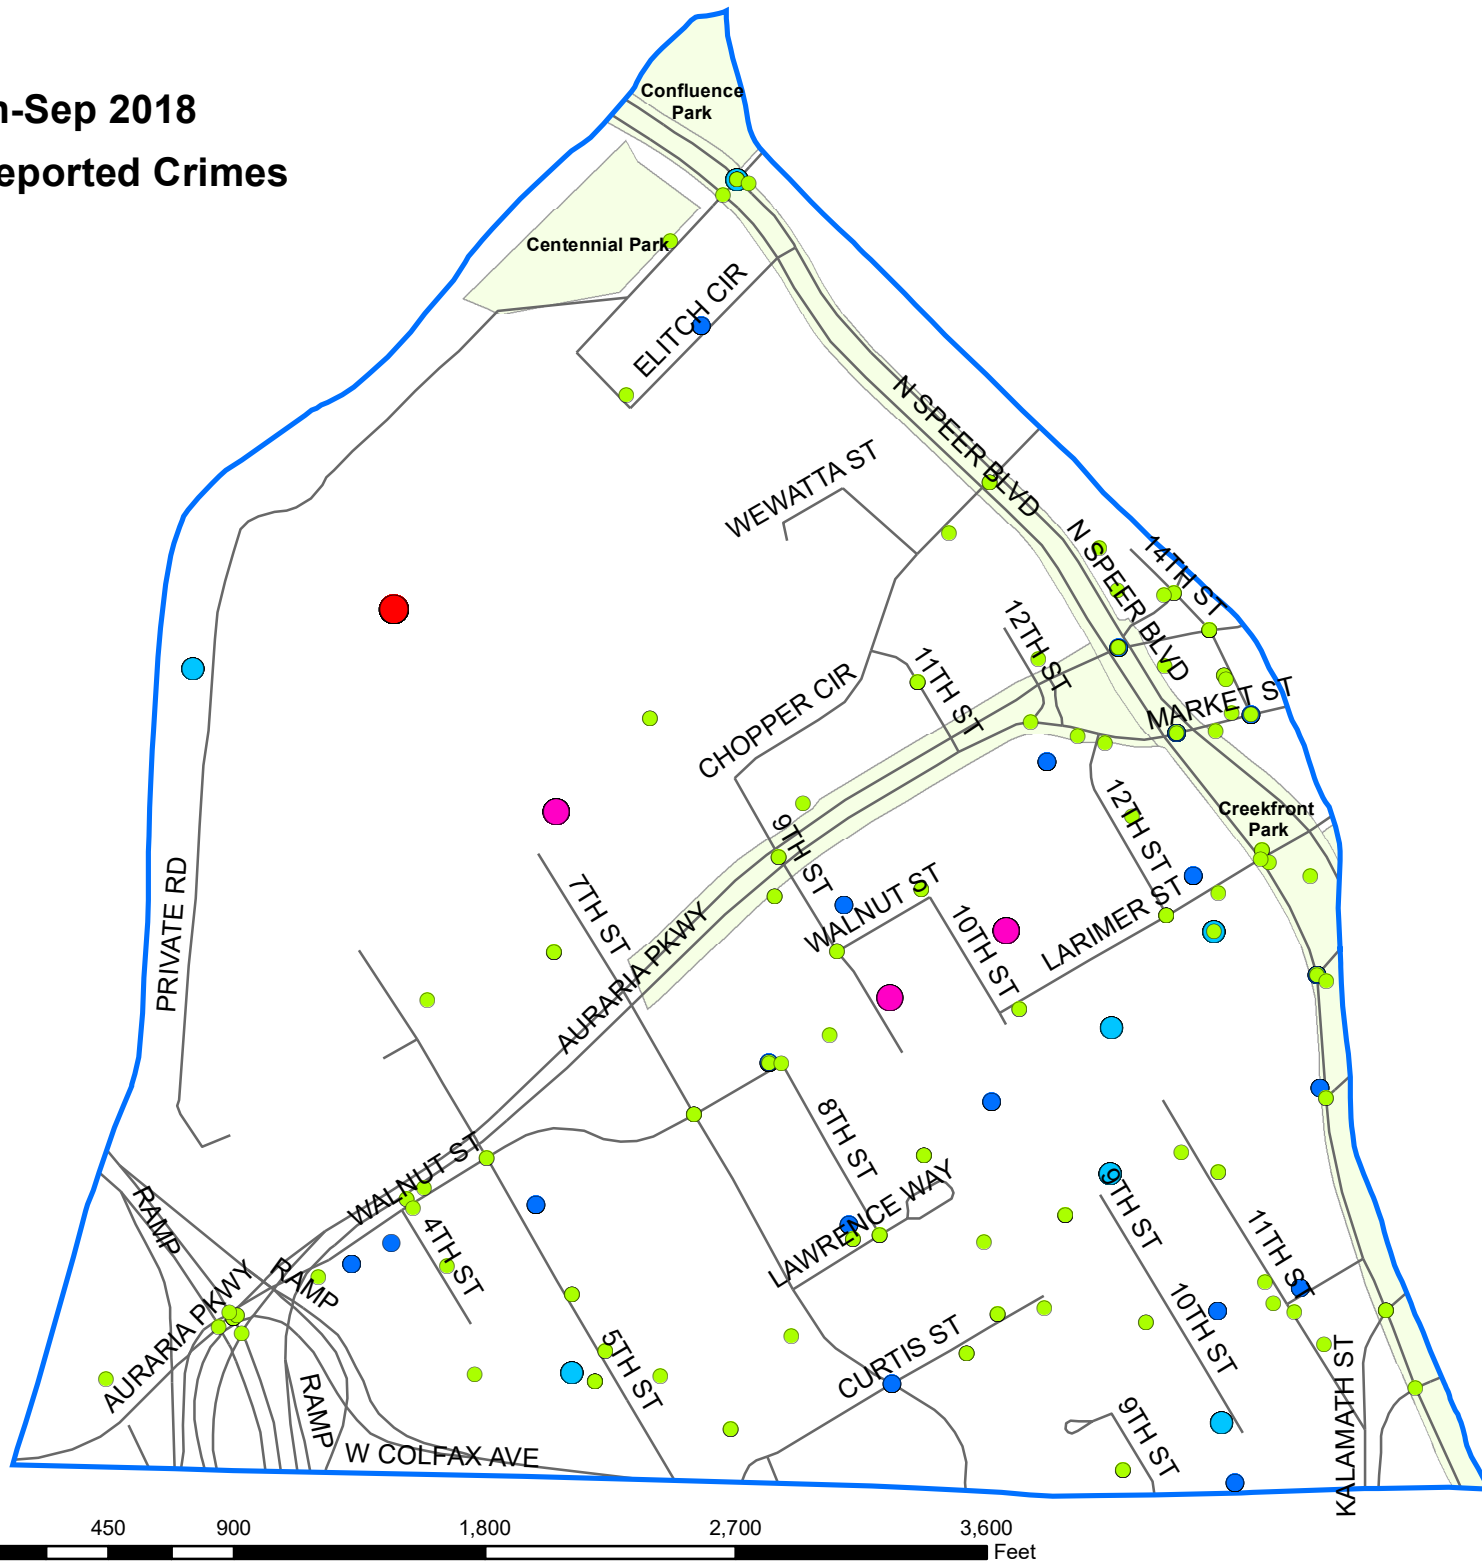 n-Sep 2018
eported Crimes
Confluence
Park
Centennial Park
ELITCH CIR
N SPEER BLVD
WEWATTA ST
N SPEER BLVD
14TH ST
12TH ST
11TH ST
CHOPPER CIR
MARKET ST
12TH ST
Creekfront
Park
9TH ST
WALNUT ST
7TH ST
PRIVATE RD
AURARIA PKWY
10TH ST
LARIMER ST
8TH ST
WALNUT ST
LAWRENCE WAY
9TH ST
RAMP
4TH ST
11TH ST
RAMP
AURARIA PKWY
10TH ST
5TH ST
CURTIS ST
KALAMATH ST
RAMP
9TH ST
W COLFAX AVE
450 900 1,800 2,700 3,600
Feet